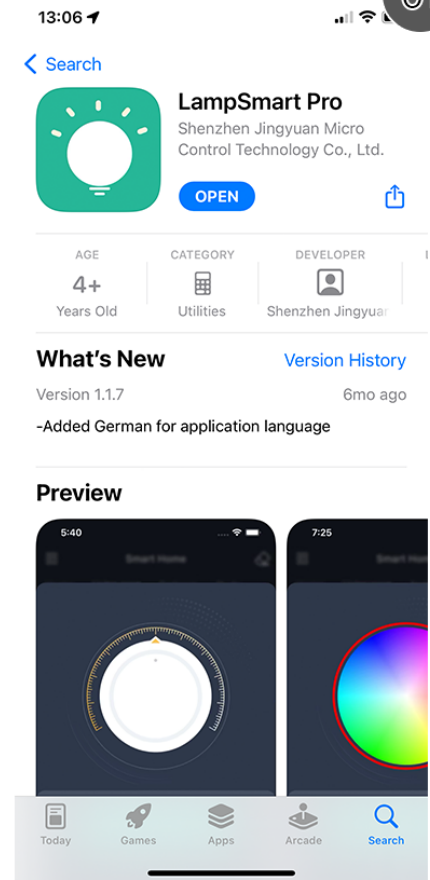 13:06
Search
LampSmart Pro
Shenzhen Jingyuan Micro
Control Technology Co., Ltd.
OPEN
AGE
4+
Years Old
CATEGORY
Utilities
DEVELOPER
Shenzhen Jingyuan
What's New
Version History
Version 1.1.7
6mo ago
-Added German for application language
Preview
5:40
Smart Home
7:25
Smart
Today
Games
Apps
Arcade
Search